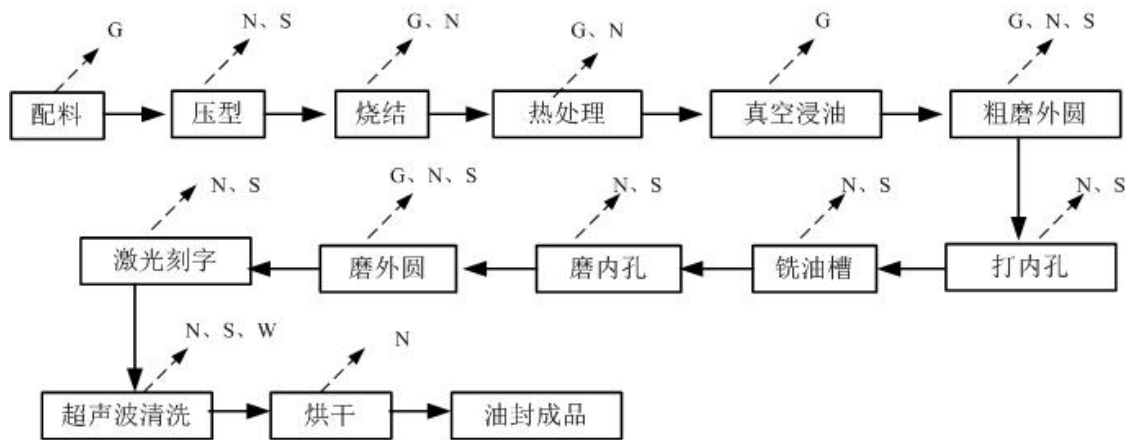 G
N、S
G、N
G、N
G
G、N、S
配料
压型
烧结
热处理
真空浸油
粗磨外圆
N、S
G、N、S
N、S
N、S
N、S
激光刻字
磨外圆
磨内孔
铣油槽
打内孔
N、S、W
N
超声波清洗
烘干
油封成品